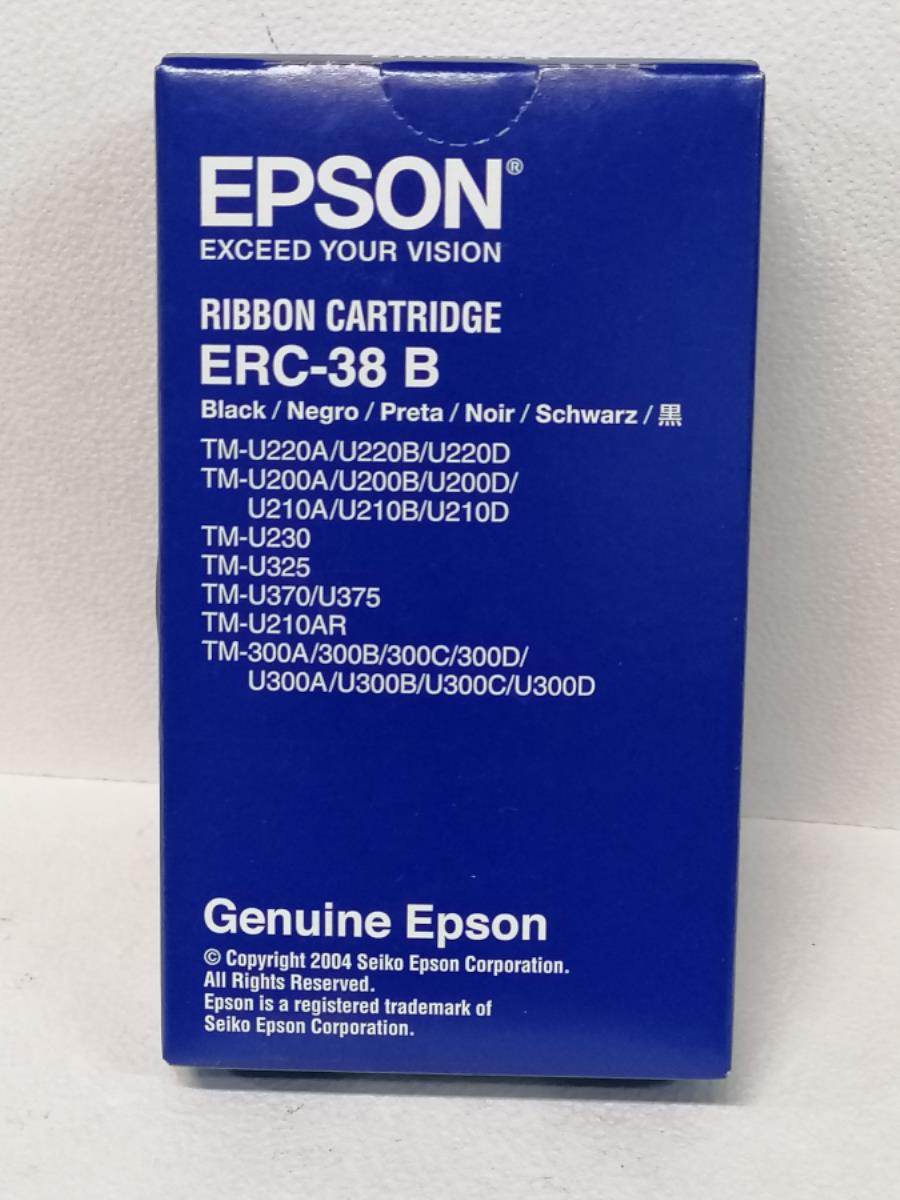 EPSON®
EXCEED YOUR VISION
RIBBON CARTRIDGE
ERC-38 B
Black / Negro / Preta / Noir / Schwarz / 黒
TM-U220A/U220B/U220D
TM-U200A/U200B/U200D/
U210A/U210B/U210D
TM-U230
TM-U325
TM-U370/U375
TM-U210AR
TM-300A/300B/300C/300D/
U300A/U300B/U300C/U300D
Genuine Epson
© Copyright 2004 Seiko Epson Corporation.
All Rights Reserved.
Epson is a registered trademark of
Seiko Epson Corporation.